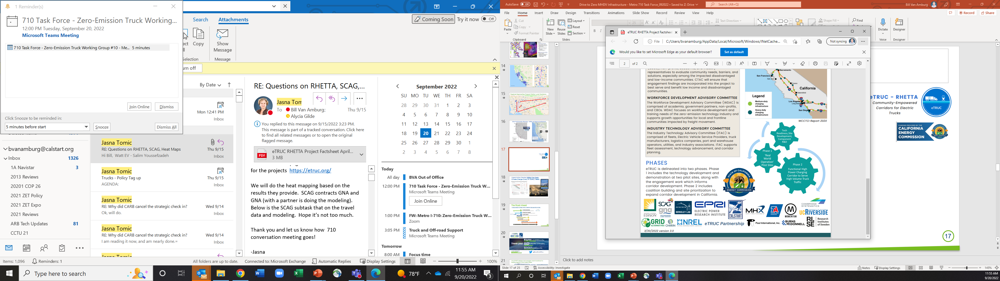 1 Reminder(s)
710 Task Force - Zero-Emission Truck Working...
12:00 PM Tuesday, September 20, 2022
Microsoft Teams Meeting
710 Task Force - Zero-Emission Truck Working Group #10 - Me... 5 minutes
Join Online
Dismiss
Click Snooze to be reminded in:
5 minutes before start
Snooze
Dismiss All
Search
Attachments
Coming Soon
Try it now
Off
Copy
Show
Message
election
Message
urn off
By Date
Mon 12:41 PM
Inbox
bvanamburg@calstart.org
Inbox 1326
1A Navistar 3
2013 Reviews
20201 COP 26
2021 ZET Policy
2021 ZET Expo
2021 Reviews
ARB Tech Updates 81
CCTU 21
Jasna Tomic
RE: Questions on RHETTA, SCAG, Heat Maps Thu 9/15
Hi Bill, Watt EV - Salim Youssefzadeh Inbox
Jasna Tomic
Trucks - Policy Tag up Thu 9/15
AGENDA: Inbox
Jasna Tomic
RE: Why did CARB cancel the strategic check in? Wed 9/14
Ok, will do. Inbox
Jasna Tomic
RE: Why did CARB cancel the strategic check in? Wed 9/14
I am reading it now, and am nearly done.= Inbox
RE: Questions on RHETTA, SCAG,...
Jasna Tom
To Bill Van Amburg; Thu 9/15
Alycia Gilde
You replied to this message on 9/15/2022 3:23 PM.
This message is part of a tracked conversation. Click here
to find all related messages or to open the original
flagged message.
eTRUC RHETTA Project Factsheet April...
3 MB
for the projects https://etruc.org/
We will do the heat mapping based on the
results they provide. SCAG contracts GNA and
GNA (with a partner is doing the modeling).
Below is the SCAG subtask that on the travel
data and modeling. Hope it's not too much.
Thank you and let us know how 710
conversation meeting goes!
-Jasna
September 2022
SU MO TU WE TH FR SA
28 29 30 31 1 2 3
4 5 6 7 8 9 10
11 12 13 14 15 16 17
18 19 20 21 22 23 24
25 26 27 28 29 30 1
2 3 4 5 6 7 8
Today
All day BVA Out of Office
12:00 PM 710 Task Force - Zero-Emission Truck W...
Microsoft Teams Meeting
Join Online
1:00 PM FW: Metro I-710: Zero-Emission Truck W...
Zoom
3:05 PM Truck and Off-road Support
Microsoft Teams Meeting
Tomorrow
8:00 AM Focus time
Items: 1,096 Reminders: 1 All folders are up to date. Connected to: Microsoft Exchange Automatic Replies Display Settings 100%
Type here to search
78°F
11:55 AM
9/20/2022
3
AutoSave Off
Drive to Zero MHDV Infrastructure - Metro 710 Task Force_092022 • Saved to Z: Drive
Search (Alt+Q)
Bill Van Amburg
File Home Insert Draw Design Transitions Animations Slide Show Record Review View Help
Record
Share
Paste
Cut
Copy
Format Painter
Clipboard
New
Slide
Reuse
Slides
Layout
Reset
Section
Slides
Text Direction
Shape Fill
Find
Dictate
Voice
Designer
Designer
14
15
16
17
18
19
The Road Ahead
20
Thank you!
21
eTRUC RHETTA Project Factsheet
File C:/Users/bvanamburg/AppData/Local/Microsoft/Windows/INetCache...
Not syncing
Would you like to set Microsoft Edge as your default browser?
Set as default
2 of 2
representatives to evaluate community needs, barriers, and
solutions, especially among the impacted disadvantaged
and low-income communities. CTAC will ensure that
engagement findings are incorporated into the project to
best serve and benefit low income and disadvantaged
communities.
WORKFORCE DEVELOPMENT ADVISORY COMMITTEE
The Workforce Development Advisory Committee (WDAC) is
comprised of academia, government partners, non-profits,
and CBOs. WDAC focuses on workforce development and
training needs of the zero-emission technology industry and
supports growth opportunities for local and frontline
communities impacted by freight movement.
INDUSTRY TECHNOLOGY ADVISORY COMMITTEE
The Industry Technology Advisory Committee (ITAC) is
comprised of fleets, Electric Vehicle Service Providers, truck
manufacturers, logistics companies, port and warehouse
operators, utilities, and industry associations. ITAC supports
fleet assessment, technology advancement, and corridor
planning.
PHASES
eTRUC is delineated into two phases. Phase
1 includes the technology development and
demonstration at two pilot sites, along with
the engagement work which informs
corridor development. Phase 2 includes
coalition building and site prioritization to
expand corridor development in California.
Sacramento
San Francisco
San Jose
Fresno
California
Bakersfield
Los Angeles
Long Beach
San Diego
Legend
Medium-duty
charging
infrastructure
Heavy-duty
charging
infrastructure
WCCTCI Report 2020
Tech
Readiness, Site
Development,
Component
R&D
Phase 1
'Real
World
Operation'
Pilot Sites
Phase 2
Functional High
Power Charging
Corridor to Serve
High Volume Truck
Traffic
STATE OF CALIFORNIA
ENERGY COMMISSION
EDISON
SCAG
gna
BERKELEY LAB
EPRI
ELECTRIC POWER
RESEARCH INSTITUTE
CALSTART
MHX
TA
MOMENTUM
CAMBRIDGE
SYSTEMATICS
UCRIVERSIDE
GRID
ALTERNATIVES
CHARIN
NREL
eTRUC Partnership
Paul International, Inc.
BURNS
McDONNELL
RI.
SE
Research
Institutes
of Sweden
3/30/2022 version 3.0
eTRUC - RHETTA
Community-Empowered
Corridors for Electric
Trucks
eTRUC
FUNDING PROVIDED BY THE
CALIFORNIA
ENERGY
COMMISSION
17
Click to add notes
Slide 17 of 25 Accessibility: Investigate Notes Display Settings 145%
11:55 AM
9/20/2022